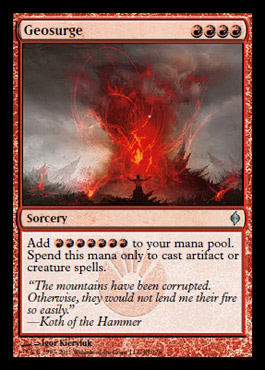 Geosurge
Sorcery
Add to your mana pool.
Spend this mana only to cast artifact or
creature spells.
"The mountains have been corrupted.
Otherwise, they would not lend me their fire
so easily."
—Koth of the Hammer
Igor Kieryluk